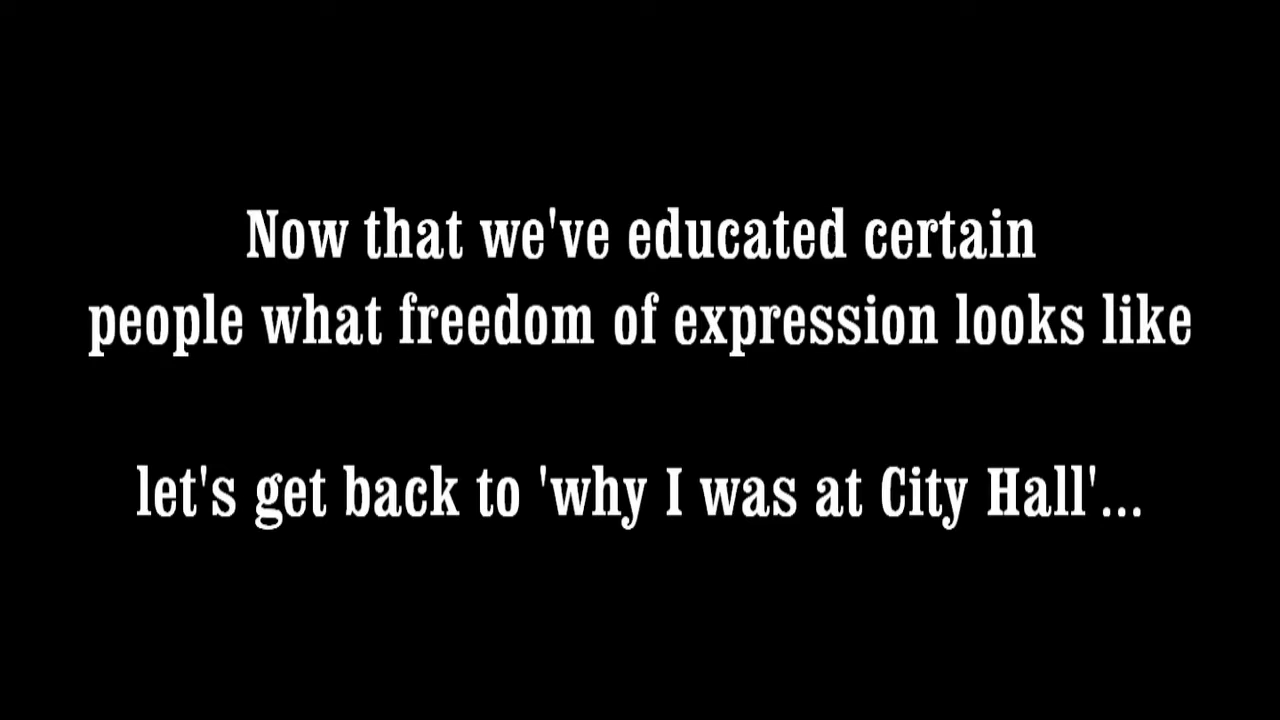 Now that we've educated certain
people what freedom of expression looks like
let's get back to 'why I was at City Hall'...